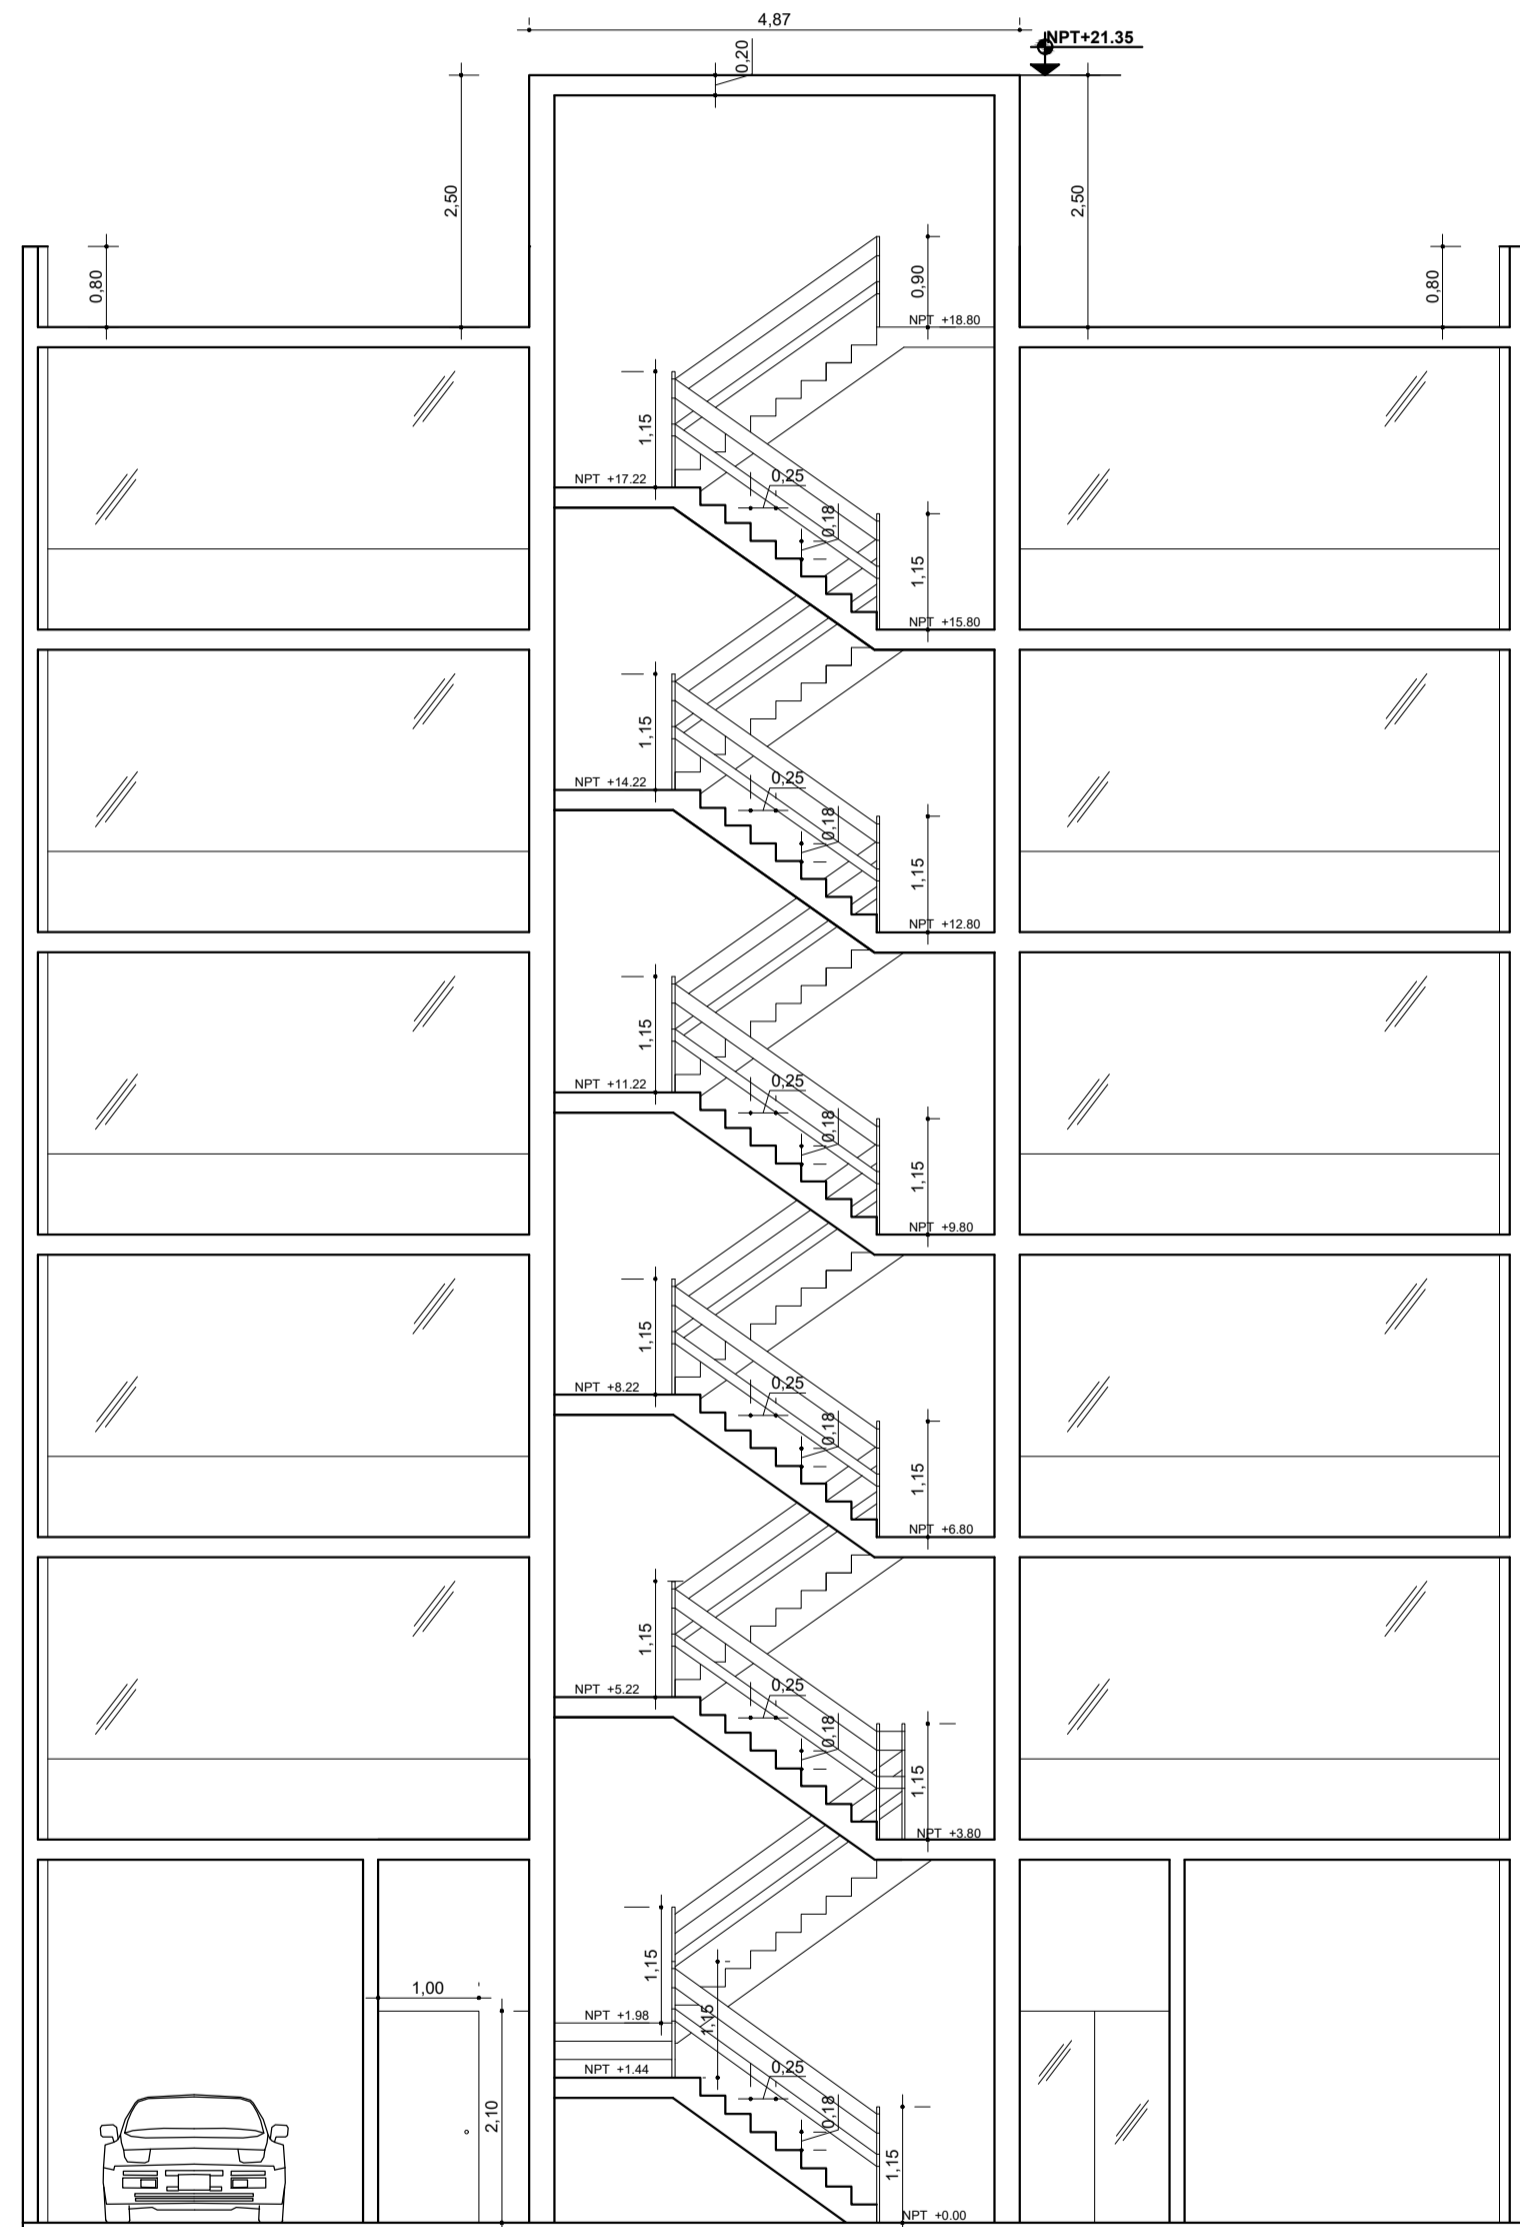 4,87
NPT+21.35
0,20
2,50
2,50
0,80
0,90
0,80
NPT +18.80
1,15
NPT +17.22
0,25
0,18
1,15
NPT +15.80
1,15
NPT +14.22
0,25
0,18
1,15
NPT +12.80
1,15
NPT +11.22
0,25
0,18
1,15
NPT +9.80
1,15
NPT +8.22
0,25
0,18
1,15
NPT +6.80
1,15
NPT +5.22
0,25
0,18
1,15
NPT +3.80
1,15
1,00
NPT +1.98
1,15
NPT +1.44
0,25
2,10
0,18
1,15
NPT +0.00